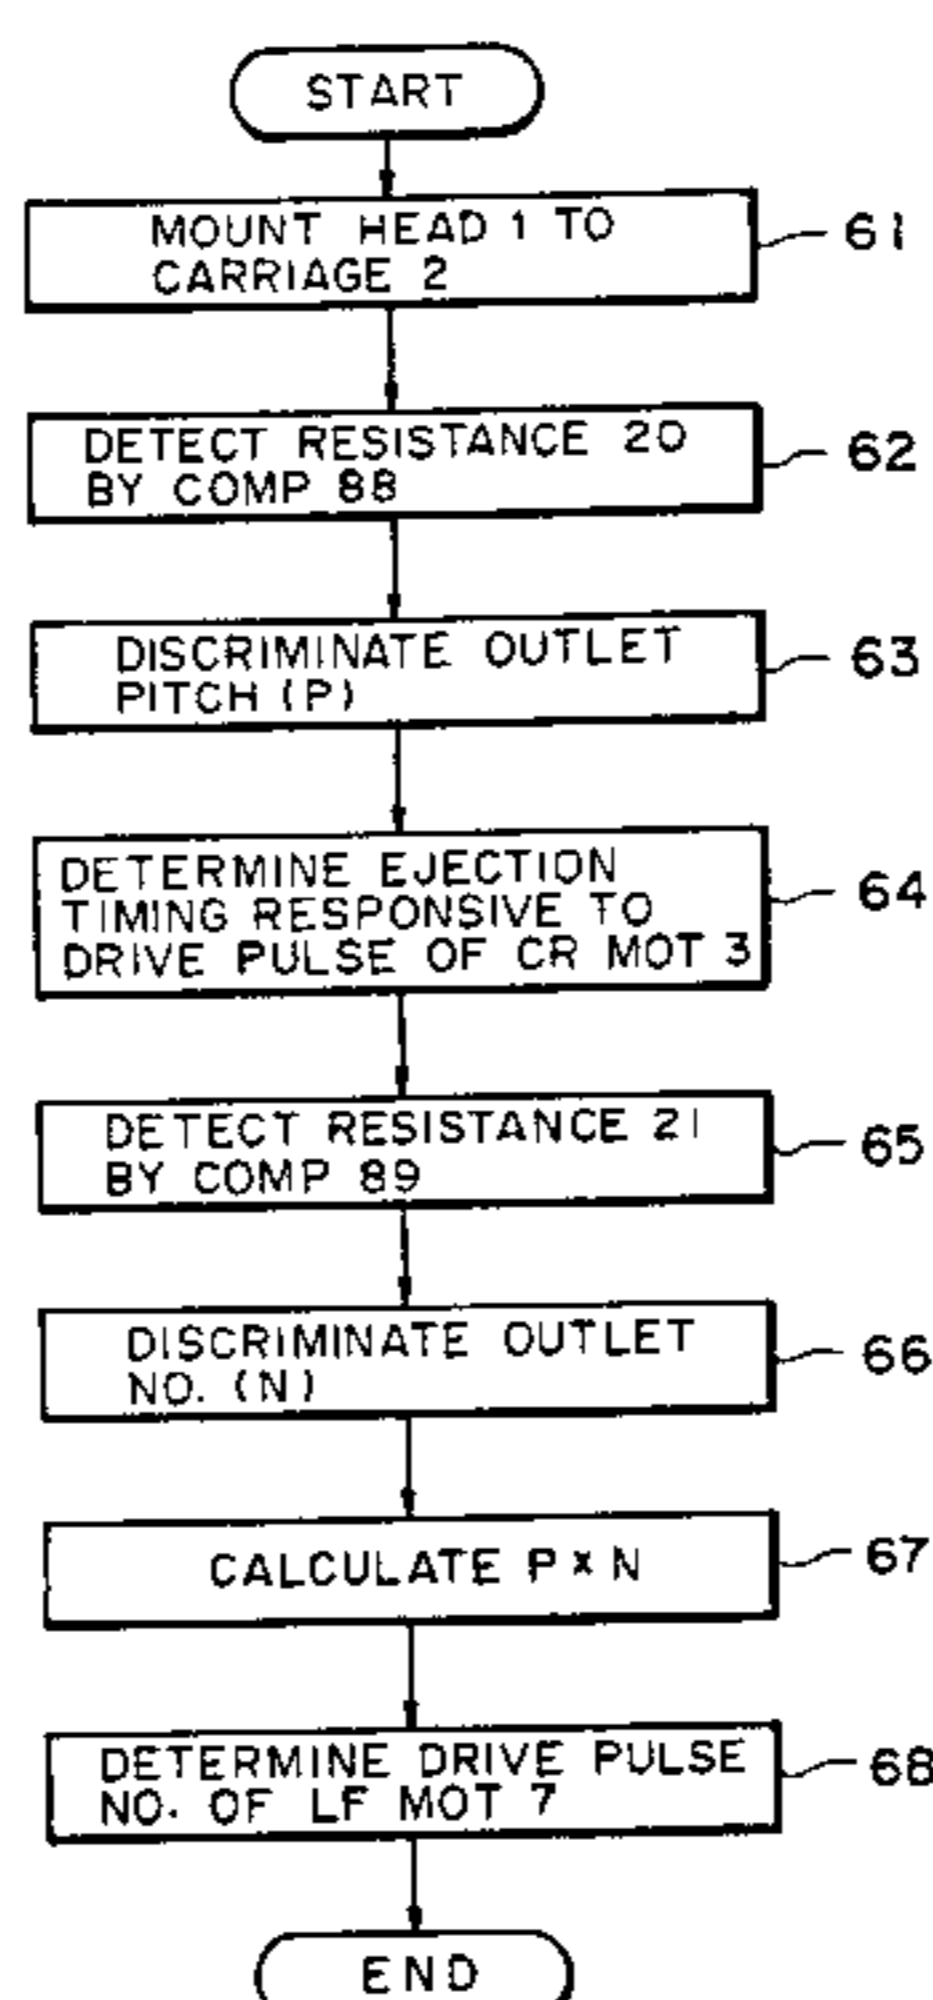 START
MOUNT HEAD 1 TO
CARRIAGE 2
61
DETECT RESISTANCE 20
BY COMP 88
62
DISCRIMINATE OUTLET
PITCH (P)
63
DETERMINE EJECTION
TIMING RESPONSIVE TO
DRIVE PULSE OF CR MOT 3
64
DETECT RESISTANCE 21
BY COMP 89
65
DISCRIMINATE OUTLET
NO. (N)
66
CALCULATE P × N
67
DETERMINE DRIVE PULSE
NO. OF LF MOT 7
68
END